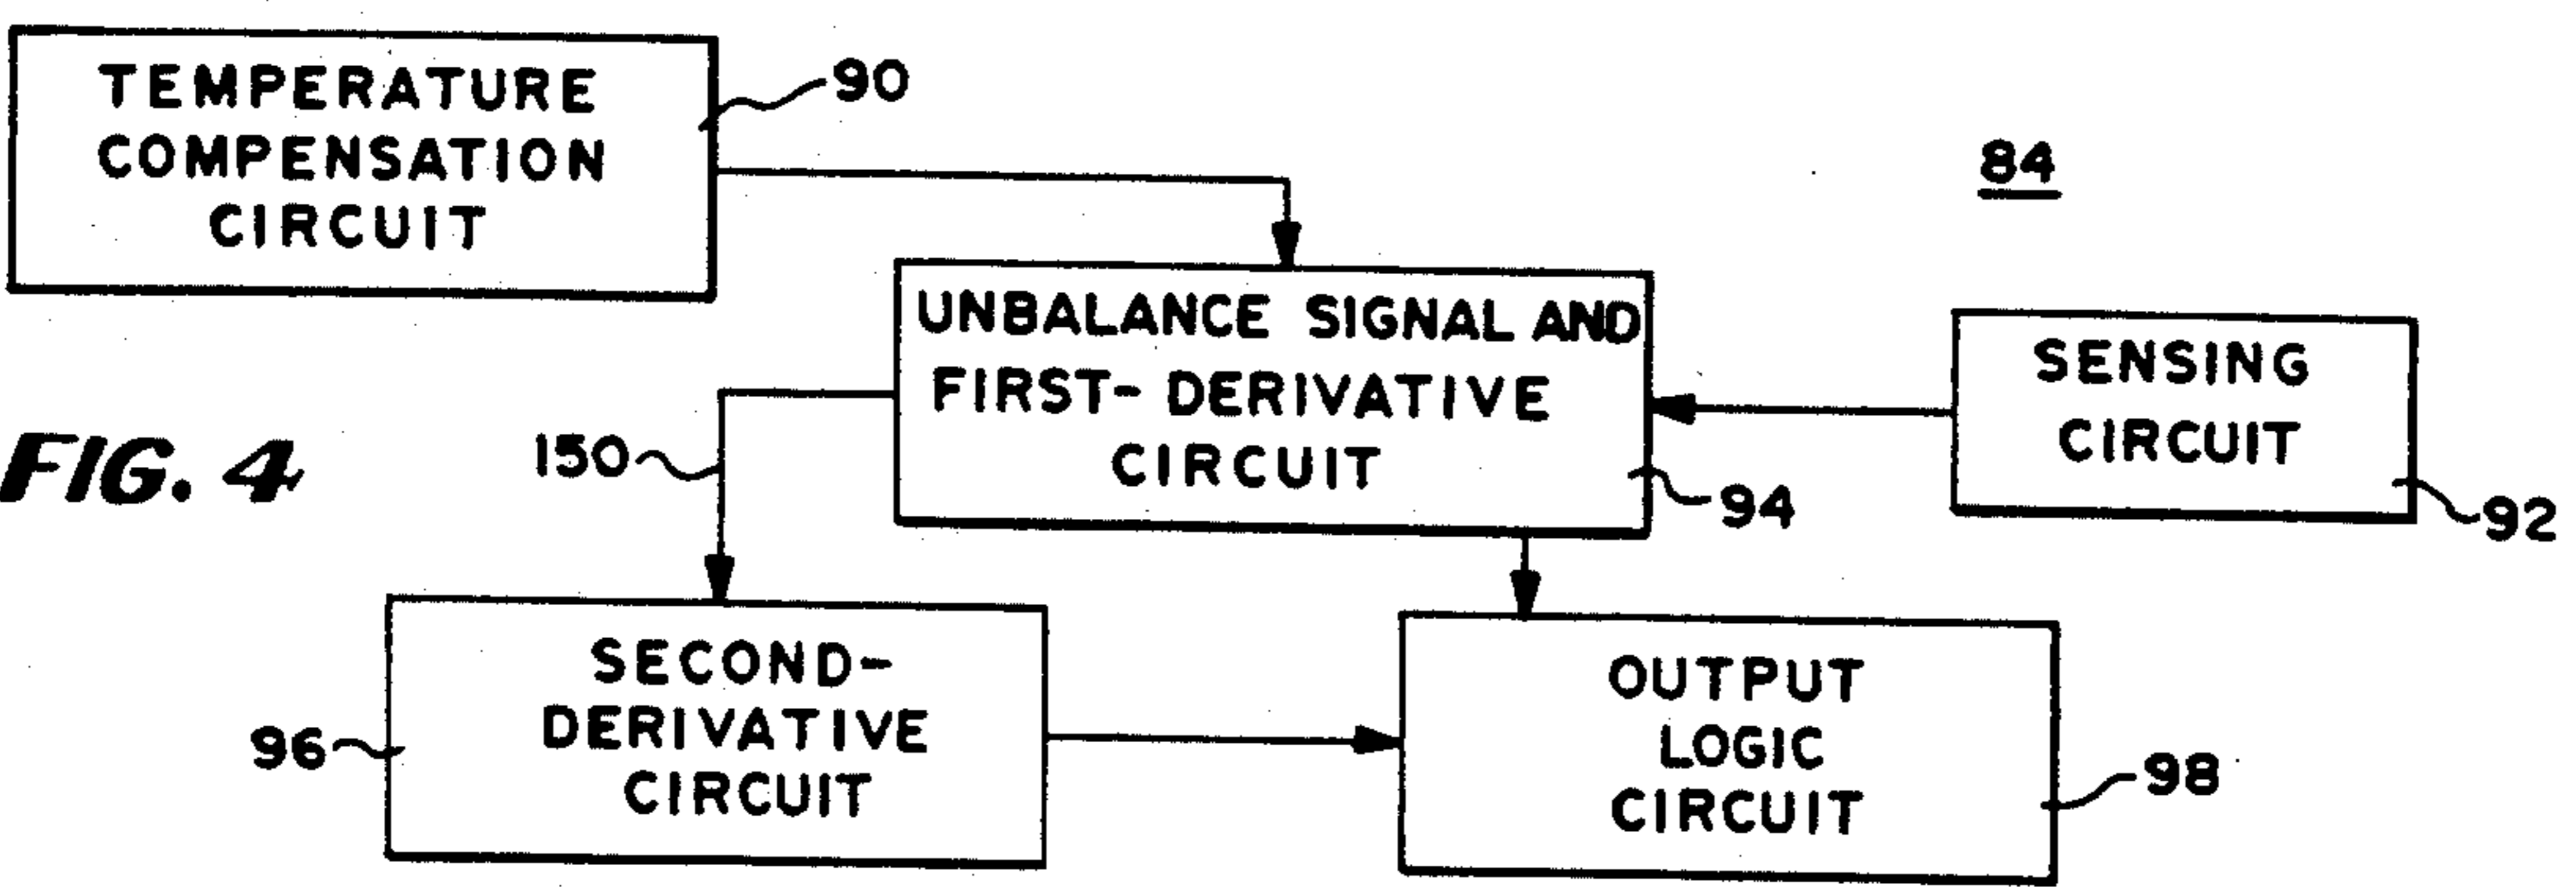 TEMPERATURE
COMPENSATION
CIRCUIT
90
84
UNBALANCE SIGNAL AND
FIRST- DERIVATIVE
CIRCUIT
94
SENSING
CIRCUIT
92
FIG. 4
150
SECOND-
DERIVATIVE
CIRCUIT
96
OUTPUT
LOGIC
CIRCUIT
98